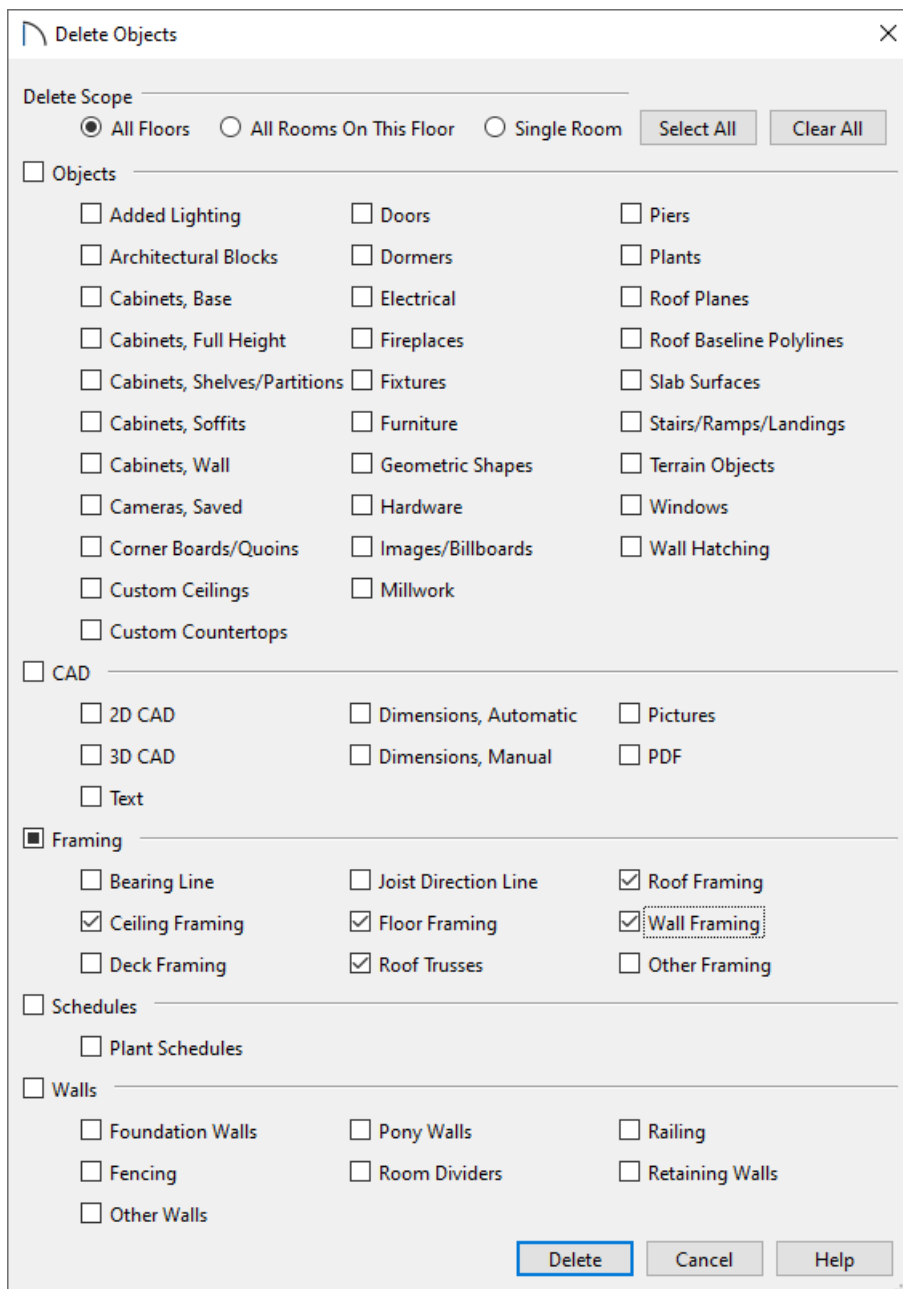 Delete Objects
Delete Scope
All Floors All Rooms On This Floor Single Room Select All Clear All
Objects
Added Lighting Doors Piers
Architectural Blocks Dormers Plants
Cabinets, Base Electrical Roof Planes
Cabinets, Full Height Fireplaces Roof Baseline Polylines
Cabinets, Shelves/Partitions Fixtures Slab Surfaces
Cabinets, Soffits Furniture Stairs/Ramps/Landings
Cabinets, Wall Geometric Shapes Terrain Objects
Cameras, Saved Hardware Windows
Corner Boards/Quoins Images/Billboards Wall Hatching
Custom Ceilings Millwork
Custom Countertops
CAD
2D CAD Dimensions, Automatic Pictures
3D CAD Dimensions, Manual PDF
Text
Framing
Bearing Line Joist Direction Line Roof Framing
Ceiling Framing Floor Framing Wall Framing
Deck Framing Roof Trusses Other Framing
Schedules
Plant Schedules
Walls
Foundation Walls Pony Walls Railing
Fencing Room Dividers Retaining Walls
Other Walls
Delete Cancel Help